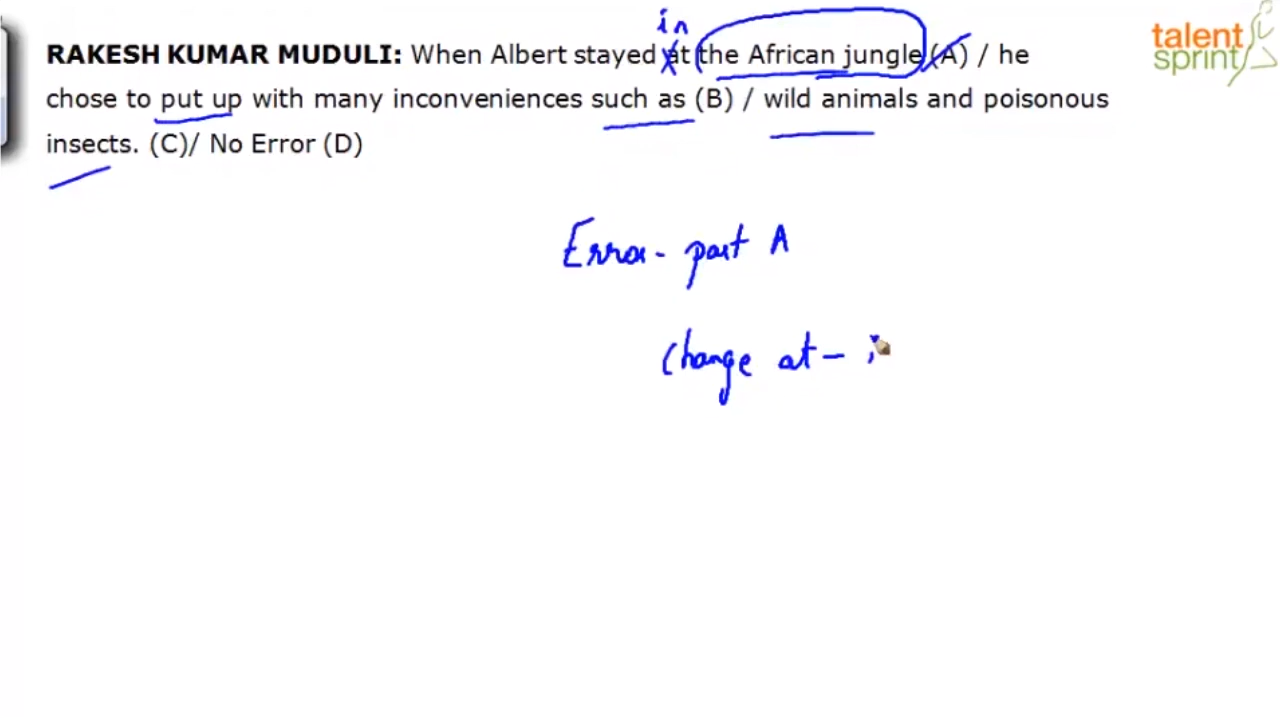 in
talent
sprint
RAKESH KUMAR MUDULI: When Albert stayed at the African jungle (A) / he
chose to put up with many inconveniences such as (B) / wild animals and poisonous
insects. (C)/ No Error (D)
Error - part A
Change at - i